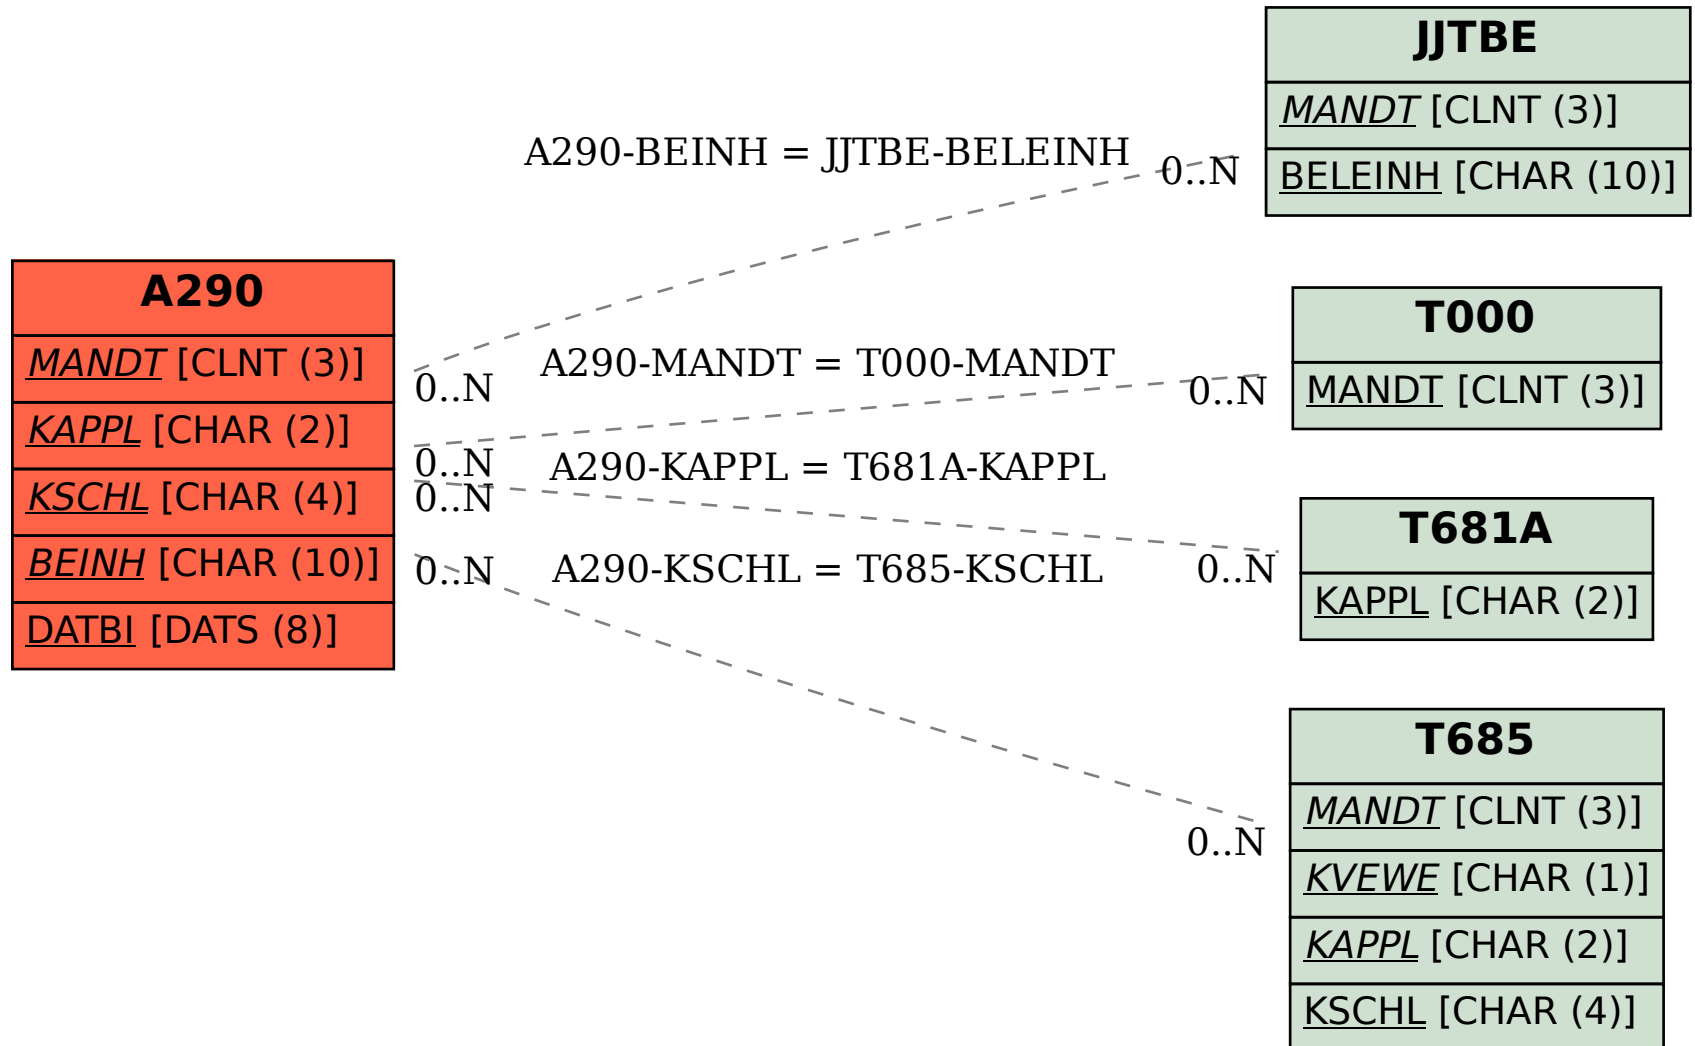 A290
MANDT [CLNT (3)]
KAPPL [CHAR (2)]
KSCHL [CHAR (4)]
BEINH [CHAR (10)]
DATBI [DATS (8)]
A290-BEINH = JJTBE-BELEINH
0..N
0..N
A290-MANDT = T000-MANDT
0..N
0..N
A290-KAPPL = T681A-KAPPL
0..N
0..N
A290-KSCHL = T685-KSCHL
0..N
0..N
JJTBE
MANDT [CLNT (3)]
BELEINH [CHAR (10)]
T000
MANDT [CLNT (3)]
T681A
KAPPL [CHAR (2)]
T685
MANDT [CLNT (3)]
KVEWE [CHAR (1)]
KAPPL [CHAR (2)]
KSCHL [CHAR (4)]